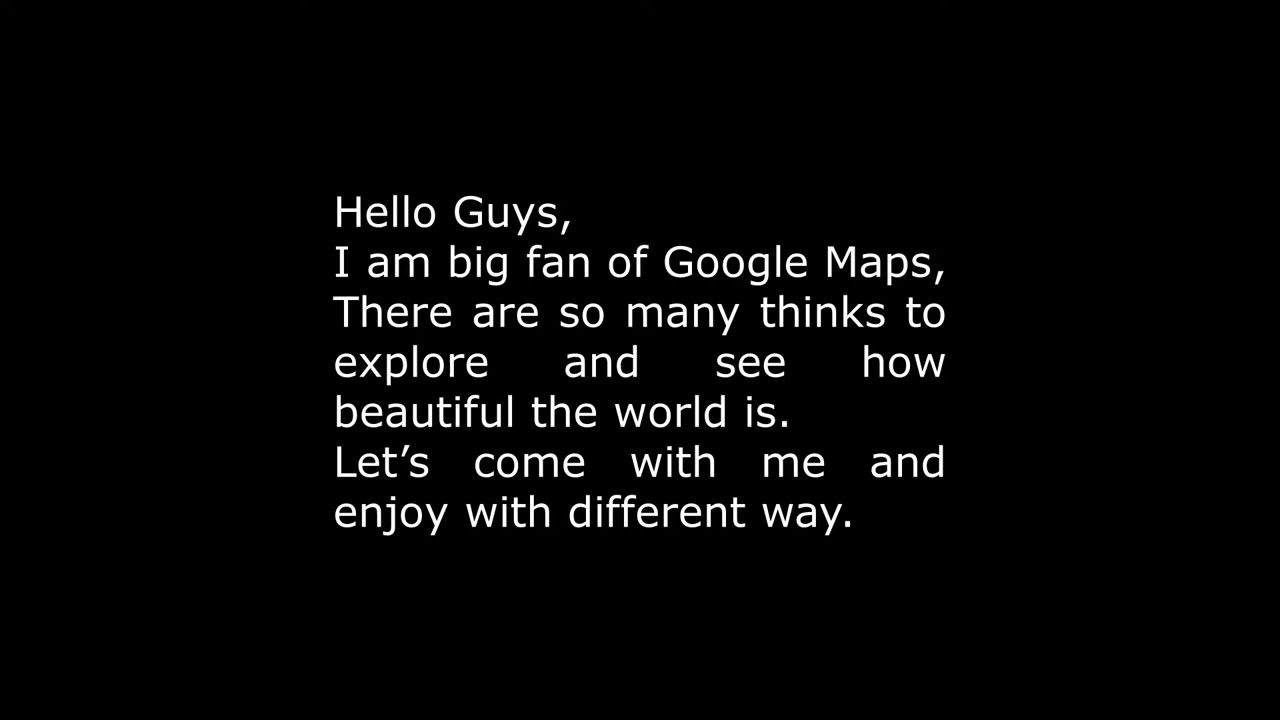 Hello Guys,
I am big fan of Google Maps,
There are so many thinks to
explore and see how
beautiful the world is.
Let’s come with me and
enjoy with different way.